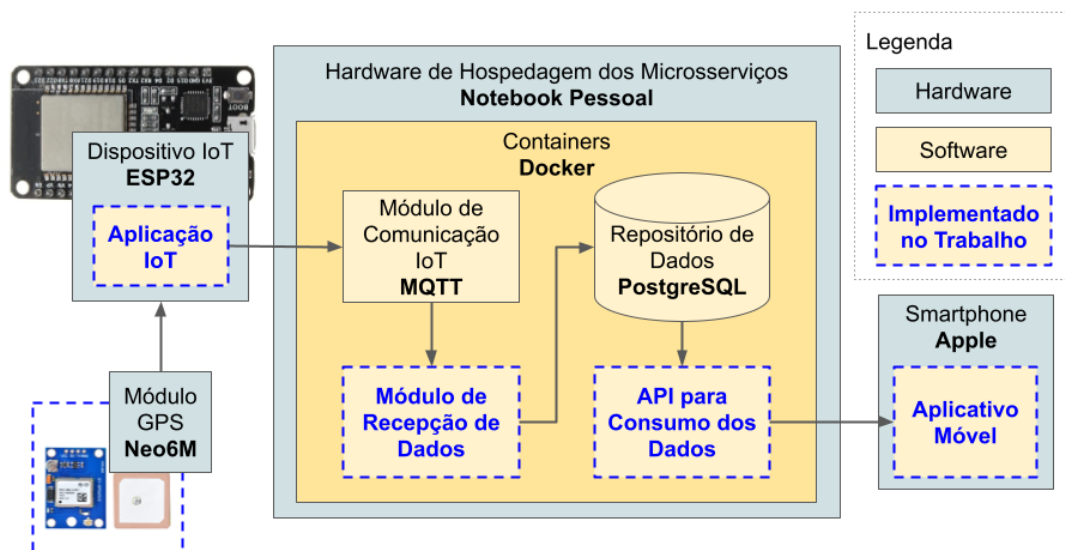 Hardware de Hospedagem dos Microsserviços
Notebook Pessoal
Containers
Docker
Dispositivo IoT
ESP32
Aplicação
IoT
Módulo de
Comunicação
IoT
MQTT
Repositório de
Dados
PostgreSQL
Módulo
GPS
Neo6M
Módulo de
Recepção de
Dados
API para
Consumo dos
Dados
Smartphone
Apple
Aplicativo
Móvel
Legenda
Hardware
Software
Implementado
no Trabalho
BOOT